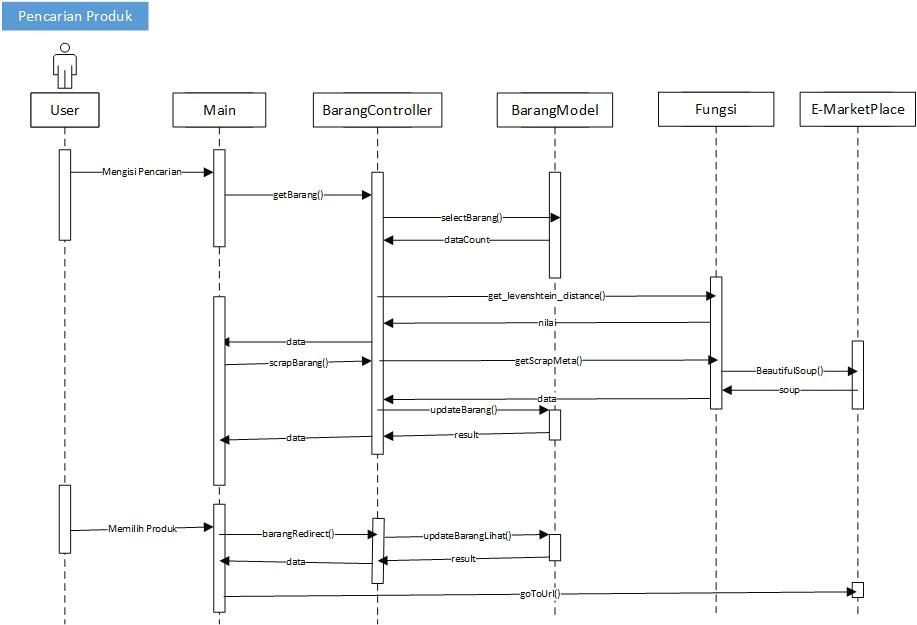 Pencarian Produk
User
Main
BarangController
BarangModel
Fungsi
E-MarketPlace
Mengisi Pencarian
getBarang()
selectBarang()
dataCount
get_levenshtein_distance()
nilai
data
scrapBarang()
getScrapMeta()
BeautifulSoup()
soup
data
updateBarang()
result
data
Memilih Produk
barangRedirect()
updateBarangLihat()
result
data
goToUrl()